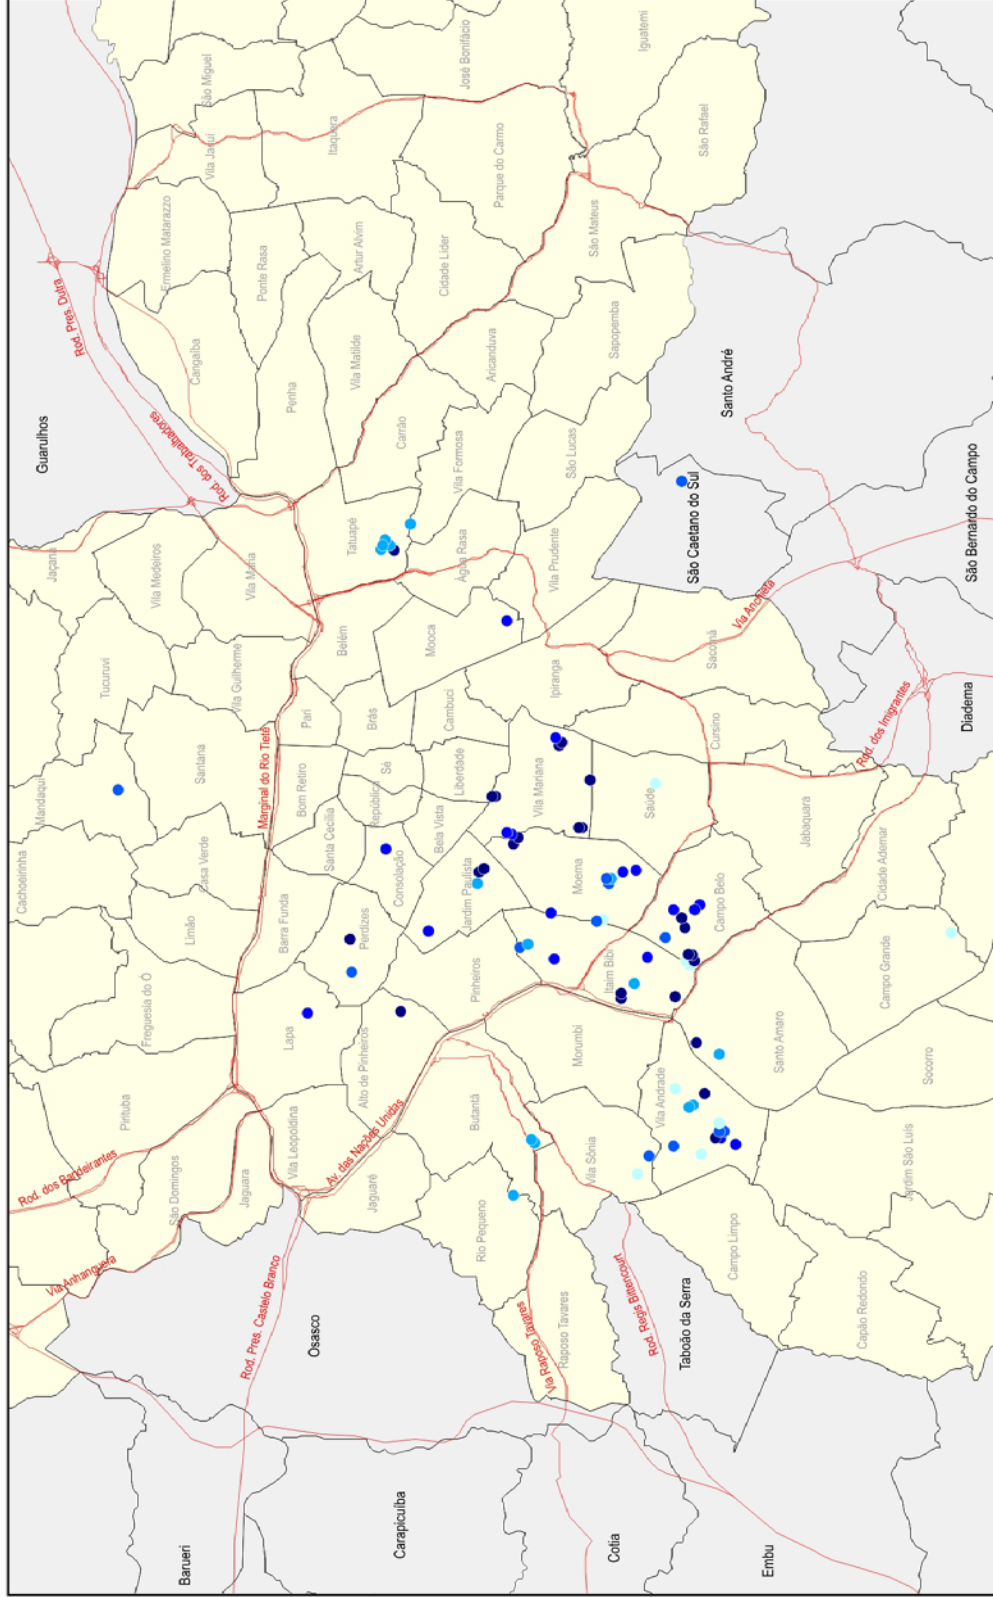 Guarulhos
Rod. Pres. Dutra
Rod. dos Trabalhadores
Jaçanã
Vila Medeiros
Vila Maria
Tucuruvi
Vila Guilherme
Mandaqui
Santana
Cachoeirinha
Casa Verde
Limão
Freguesia do Ó
Pirituba
Rod. dos Bandeirantes
São Domingos
Jaguara
Via Anhanguera
Marginal do Rio Tietê
Ermelino Matarazzo
Cangaíba
Ponte Rasa
Penha
Vila Jacuí
São Miguel
Itaquera
José Bonifácio
Iguatemi
Parque do Carmo
São Rafael
Artur Alvim
Cidade Líder
São Mateus
Vila Matilde
Aricanduva
Sapopemba
Carrão
Vila Formosa
São Lucas
Tatuapé
Água Rasa
Vila Prudente
Belém
Mooca
Pari
Brás
Cambuci
Ipiranga
Sacomã
Bom Retiro
Sé
República
Liberdade
Santa Cecilia
Bela Vista
Consolação
Vila Mariana
Cursino
Saúde
Jabaquara
Barra Funda
Perdizes
Jardim Paulista
Moema
Campo Belo
Cidade Ademar
Lapa
Alto de Pinheiros
Pinheiros
Itaim Bibi
Campo Grande
Vila Leopoldina
Av. das Nações Unidas
Jaguaré
Butantã
Morumbi
Vila Andrade
Santo Amaro
Socorro
Rio Pequeno
Vila Sônia
Jardim São Luís
Campo Limpo
Capão Redondo
Raposo Tavares
Via Raposo Tavares
Rod. Regis Bittencourt
Rod. Pres. Castelo Branco
Osasco
Taboão da Serra
Barueri
Carapicuíba
Cotia
Embu
Santo André
São Caetano do Sul
São Bernardo do Campo
Via Anchieta
Rod. dos Imigrantes
Diadema